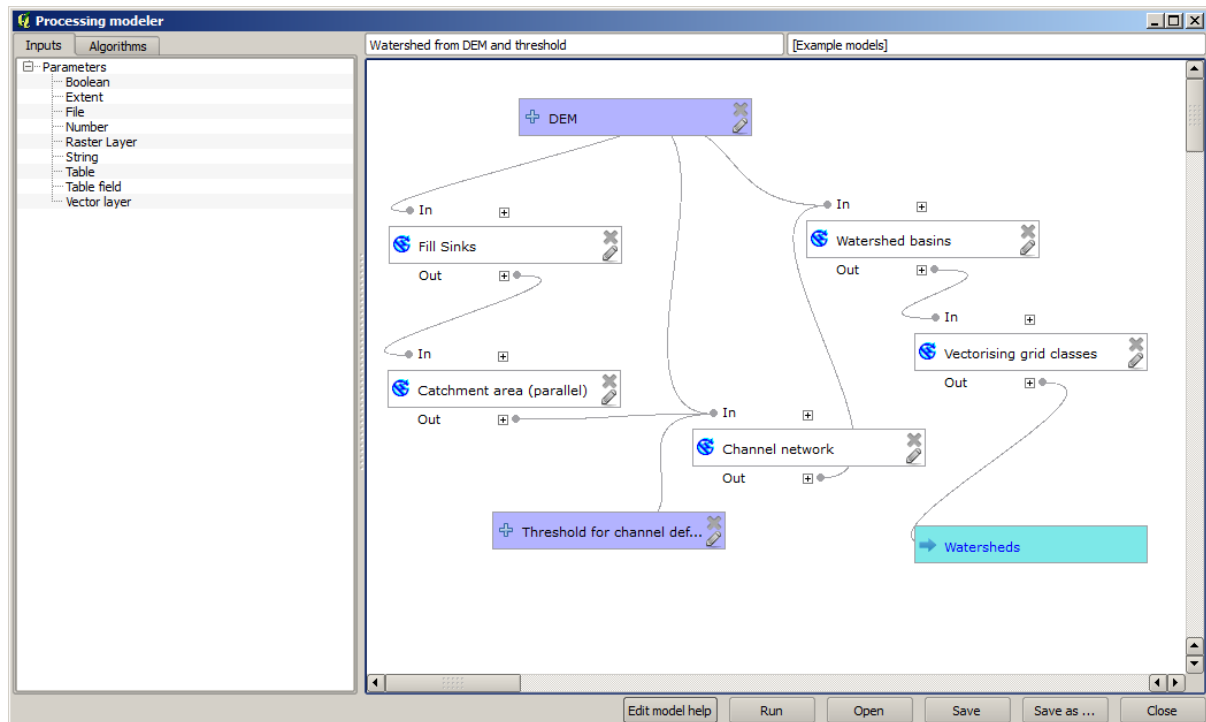 Processing modeler
Inputs
Algorithms
Parameters
Boolean
Extent
File
Number
Raster Layer
String
Table
Table field
Vector layer
Watershed from DEM and threshold
[Example models]
DEM
In
Fill Sinks
Out
In
Catchment area (parallel)
Out
In
Channel network
Out
Threshold for channel def...
In
Watershed basins
Out
In
Vectorising grid classes
Out
Watersheds
Edit model help
Run
Open
Save
Save as ...
Close